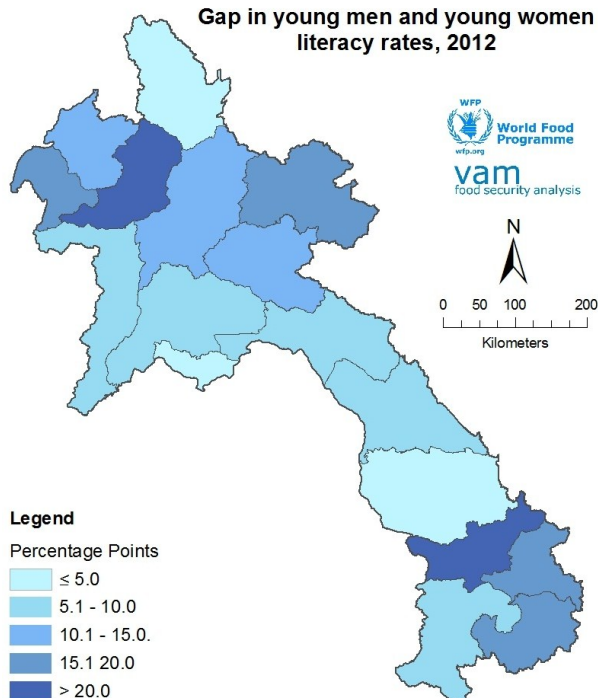 Gap in young men and young women
literacy rates, 2012
WFP
wfp.org
World Food
Programme
vam
food security analysis
N
0 50 100 200
Kilometers
Legend
Percentage Points
≤ 5.0
5.1 - 10.0
10.1 - 15.0.
15.1 20.0
> 20.0